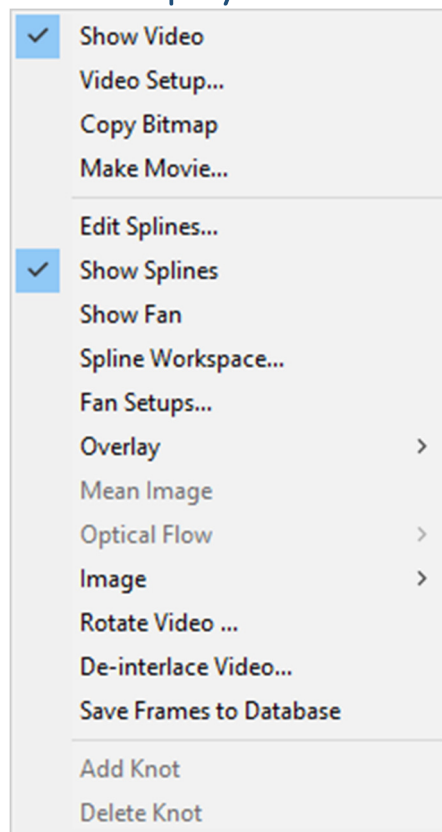 Show Video
Video Setup...
Copy Bitmap
Make Movie...
Edit Splines...
Show Splines
Show Fan
Spline Workspace...
Fan Setups...
Overlay
Mean Image
Optical Flow
Image
Rotate Video ...
De-interlace Video...
Save Frames to Database
Add Knot
Delete Knot